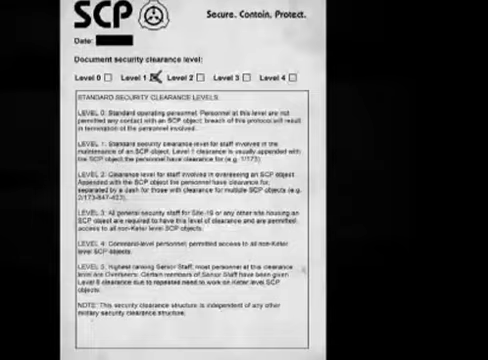 SCP
Secure. Contain, Protect.
Date:
Document security clearance level:
Level 0 Level 1 Level 2 Level 3 Level 4
STANDARD SECURITY CLEARANCE LEVELS
LEVEL 0: Standard operating personnel. Personnel at this level are not
permitted any contact with an SCP object; breach of this protocol will result
in termination of the personnel involved.
LEVEL 1: Standard security clearance level for staff involved in the
maintenance of an SCP object. Level 1 clearance is usually appended with
the SCP object the personnel have clearance for (e.g. 1/173)
LEVEL 2: Clearance level for staff involved in overseeing an SCP object.
Appended with the SCP object the personnel have clearance for,
separated by a dash for those with clearance for multiple SCP objects (e.g.
2/173-847-423).
LEVEL 3: All general security staff for Site-19 or any other site housing an
SCP object are required to have this level of clearance and are permitted
access to all non-Keter level SCP objects.
LEVEL 4: Command-level personnel; permitted access to all non-Keter
level SCP objects.
LEVEL 5: Highest ranking Senior Staff; most personnel at this clearance
level are Overseers. Certain members of Senior Staff have been given
Level 5 clearance due to repeated need to work on Keter level SCP
objects.
NOTE: This security clearance structure is independent of any other
military security clearance structure.